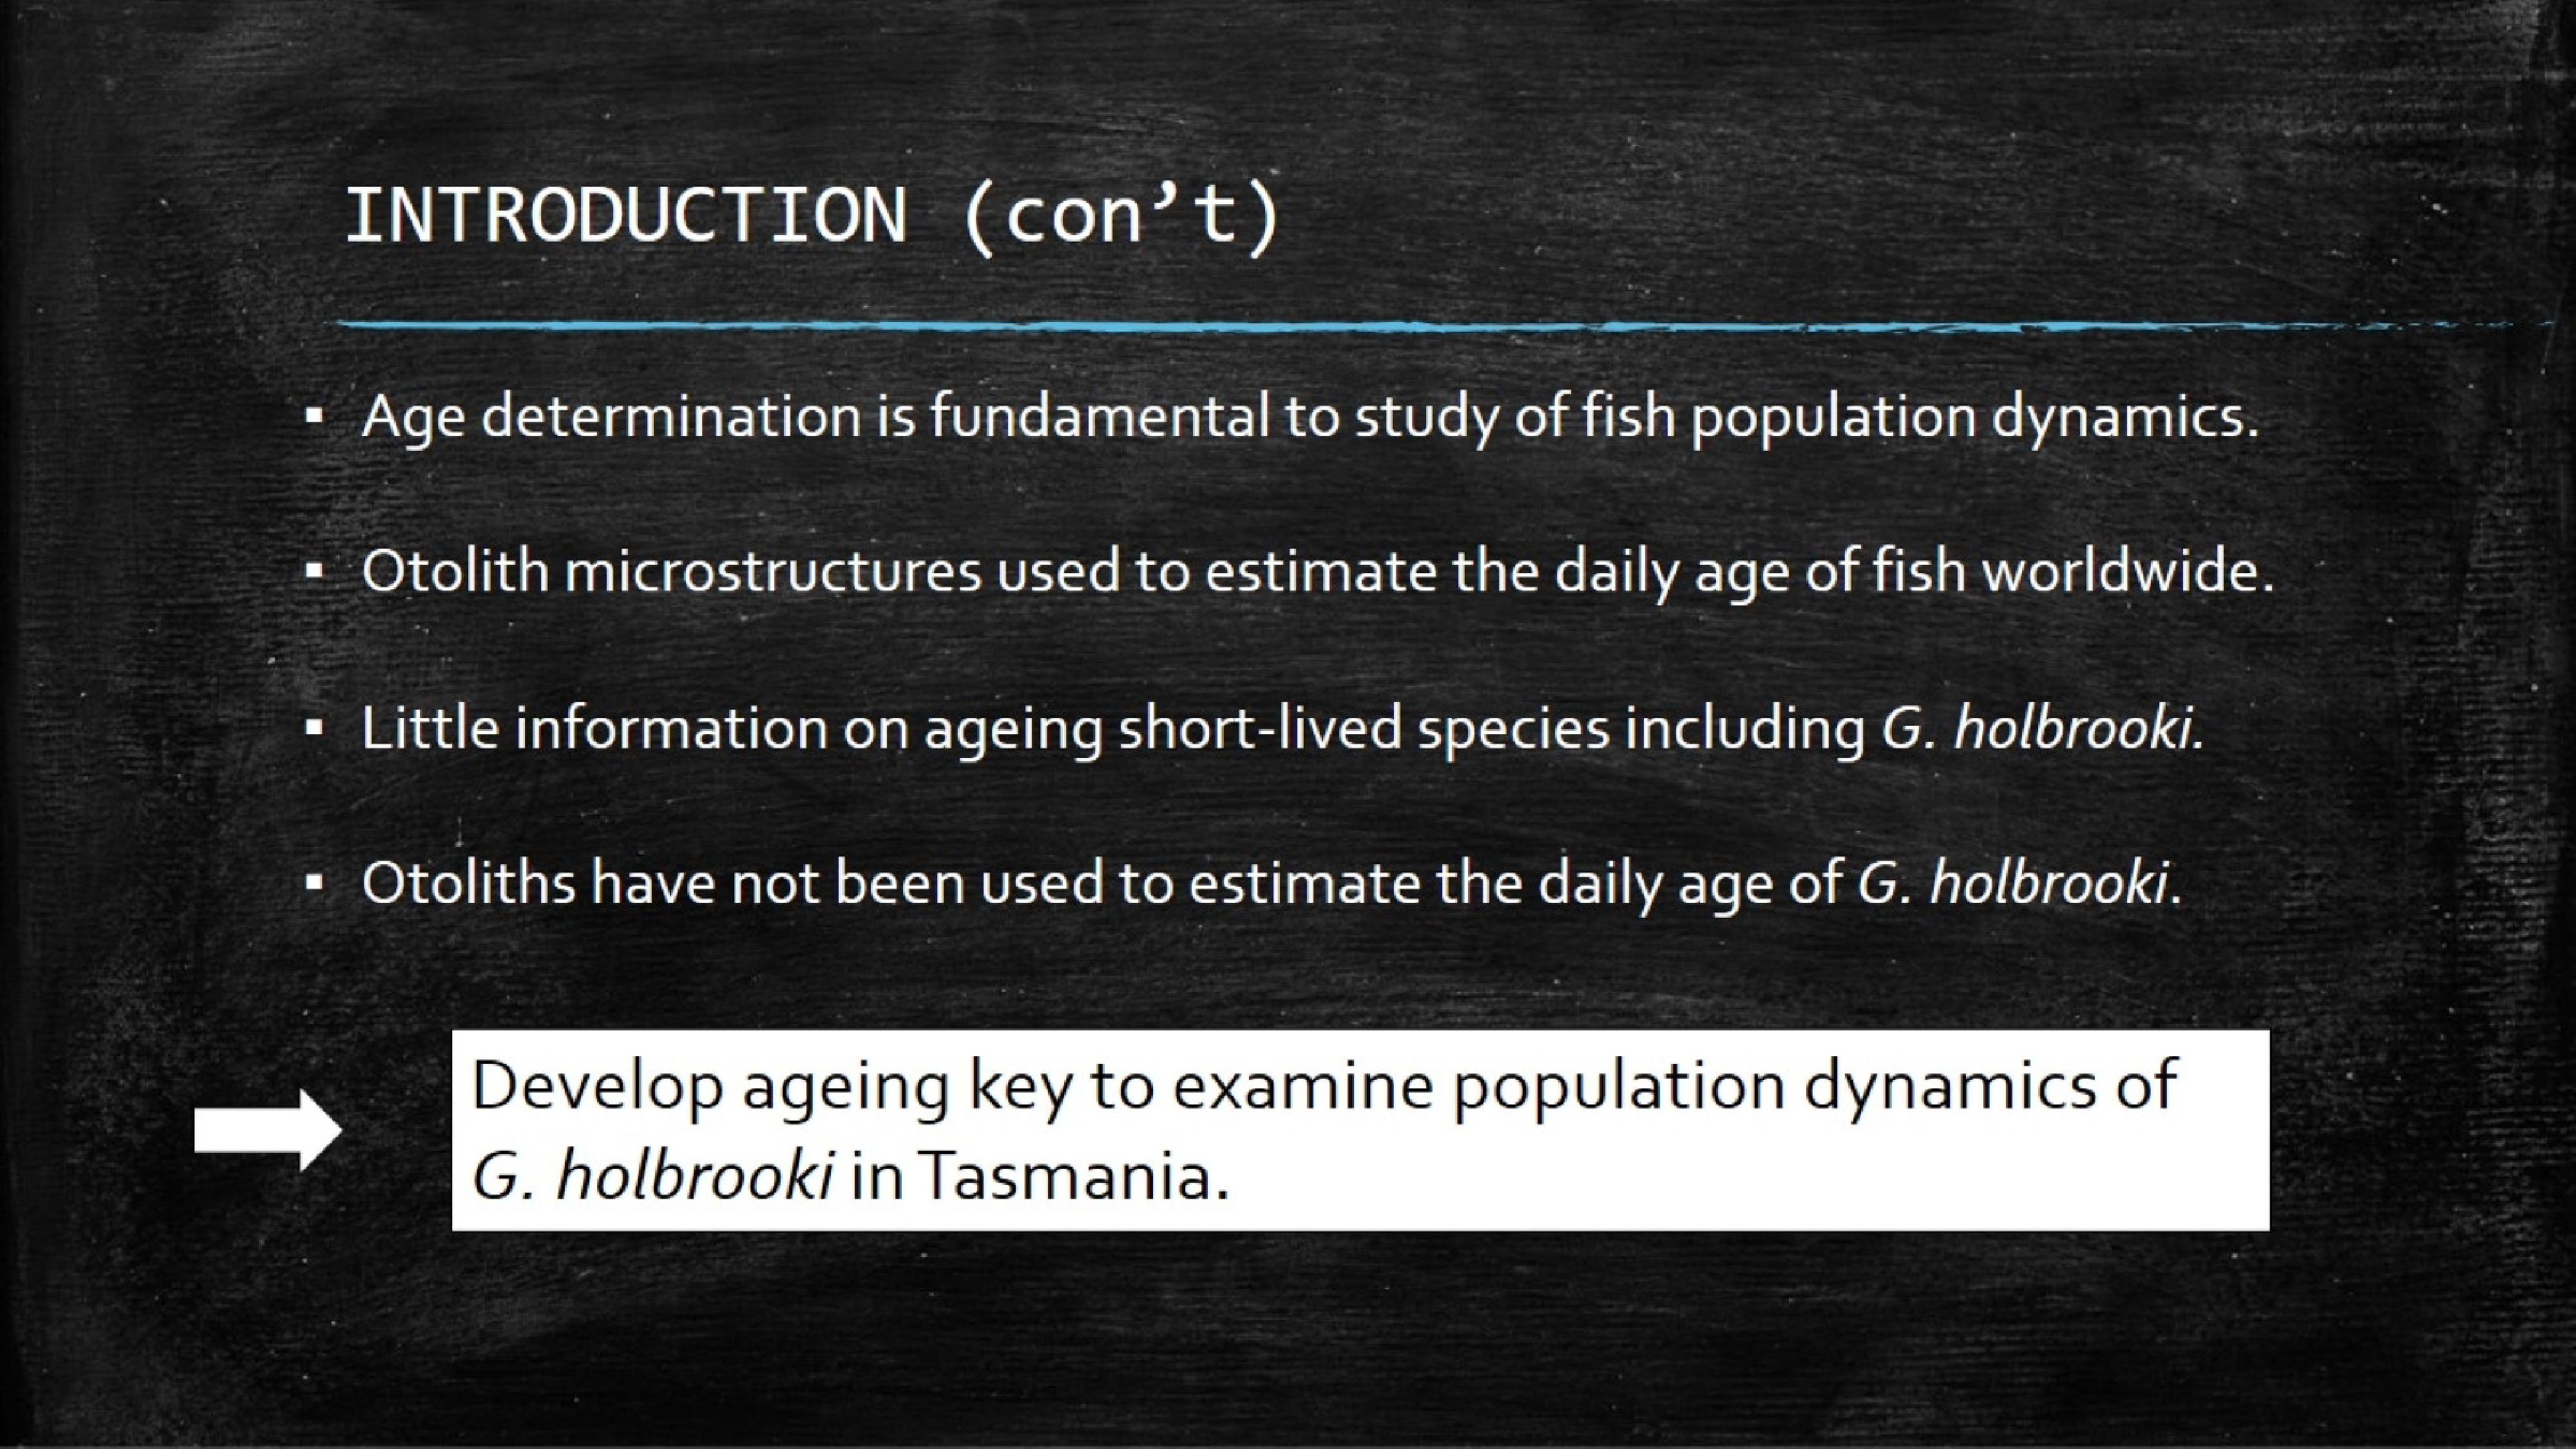 INTRODUCTION (con’t)
▪ Age determination is fundamental to study of fish population dynamics.
▪ Otolith microstructures used to estimate the daily age of fish worldwide.
▪ Little information on ageing short-lived species including G. holbrooki.
▪ Otoliths have not been used to estimate the daily age of G. holbrooki.
Develop ageing key to examine population dynamics of
G. holbrooki in Tasmania.